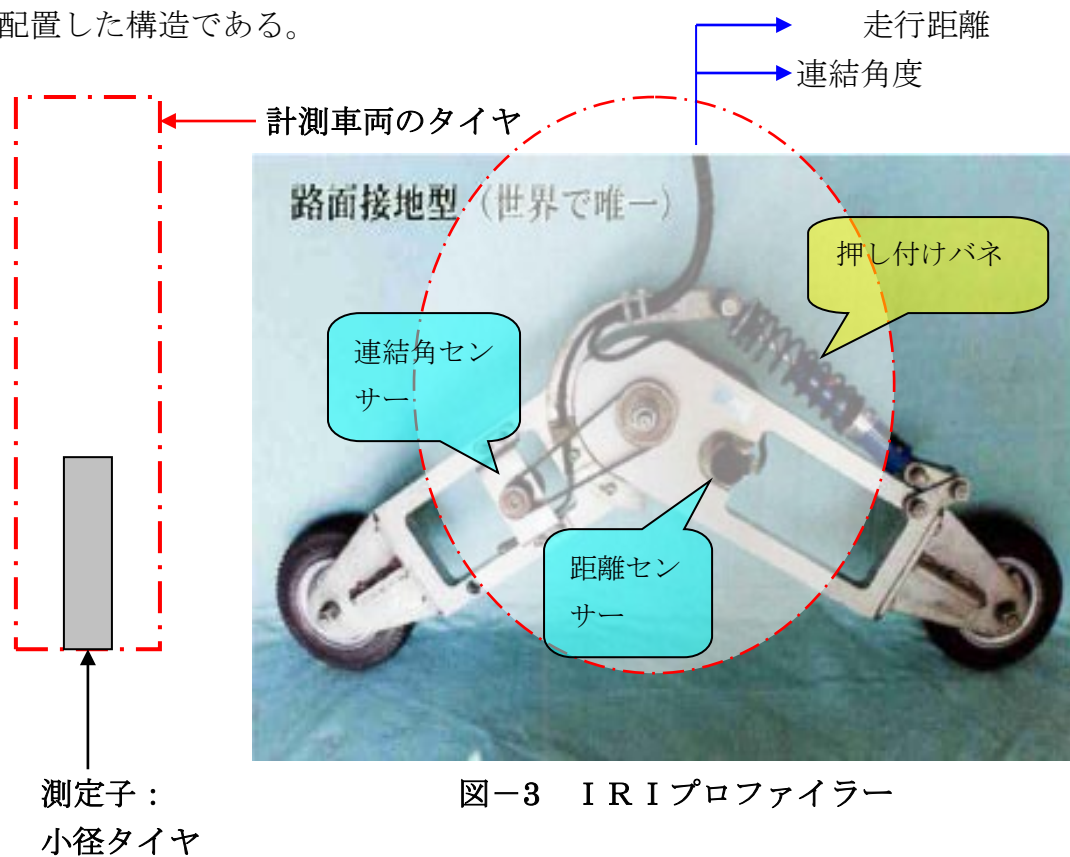 配置した構造である。
走行距離
連結角度
計測車両のタイヤ
路面接地型（世界で唯一）
押し付けバネ
連結角セン
サー
距離セン
サー
測定子：
小径タイヤ
図－3　ＩＲＩプロファイラー